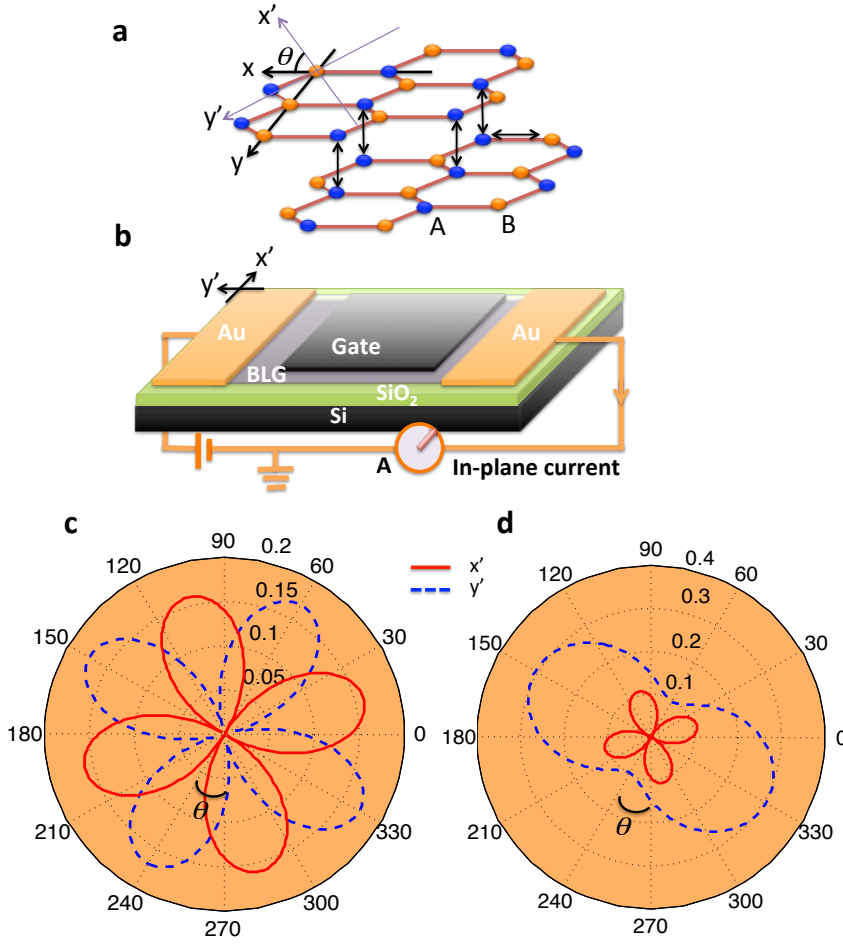 a
x'
θ
x
y'
y
A B
b
x'
y'
Au
Au
Gate
BLG
SiO₂
Si
A
In-plane current
c
d
x'
y'
90
120
60
150
30
180
0
210
330
240
300
270
0.2
0.15
0.1
0.05
θ
90
120
60
150
30
180
0
210
330
240
300
270
0.4
0.3
0.2
0.1
θ